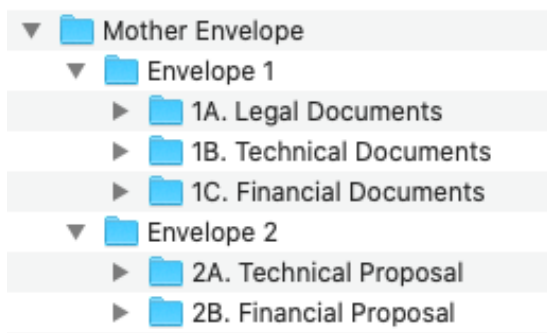 Mother Envelope
Envelope 1
1A. Legal Documents
1B. Technical Documents
1C. Financial Documents
Envelope 2
2A. Technical Proposal
2B. Financial Proposal